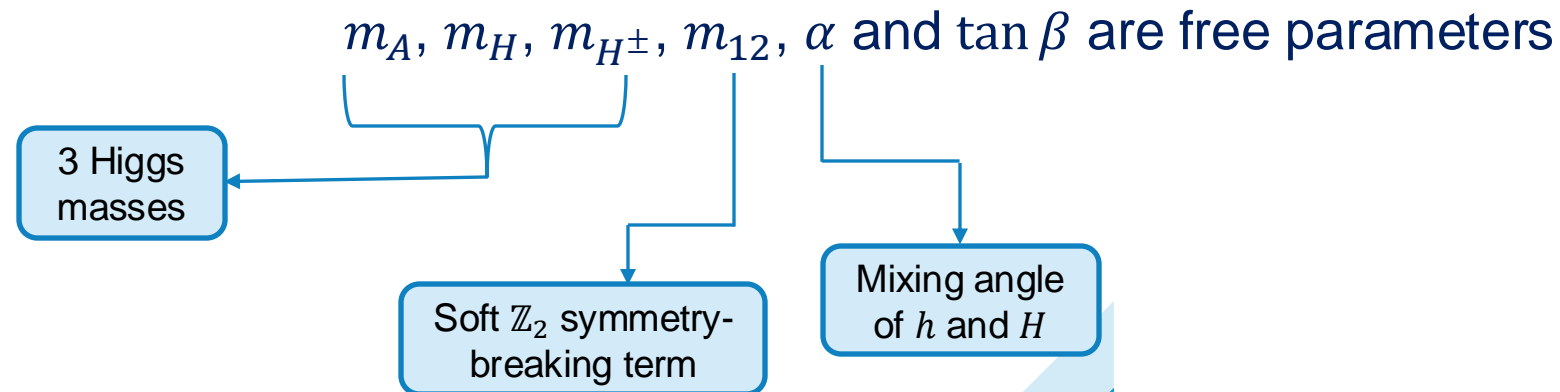 m_A, m_H, m_{H^±}, m_{12}, α and tan β are free parameters
3 Higgs
masses
Soft ℤ₂ symmetry-
breaking term
Mixing angle
of h and H